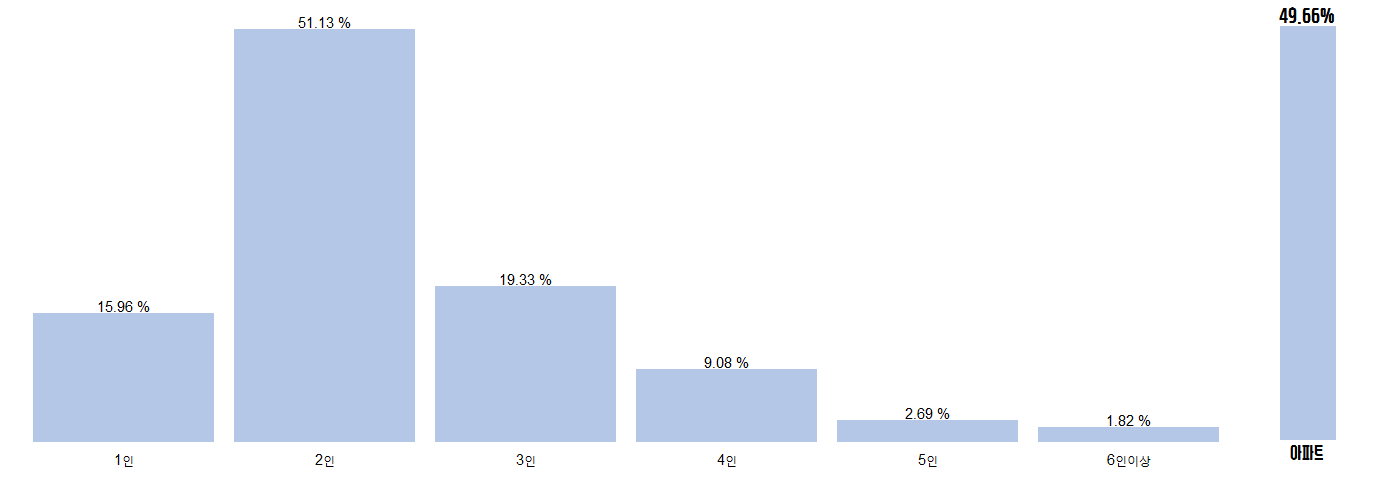 51.13 %
49.66%
19.33 %
15.96 %
9.08 %
2.69 %
1.82 %
1인
2인
3인
4인
5인
6인이상
아파트